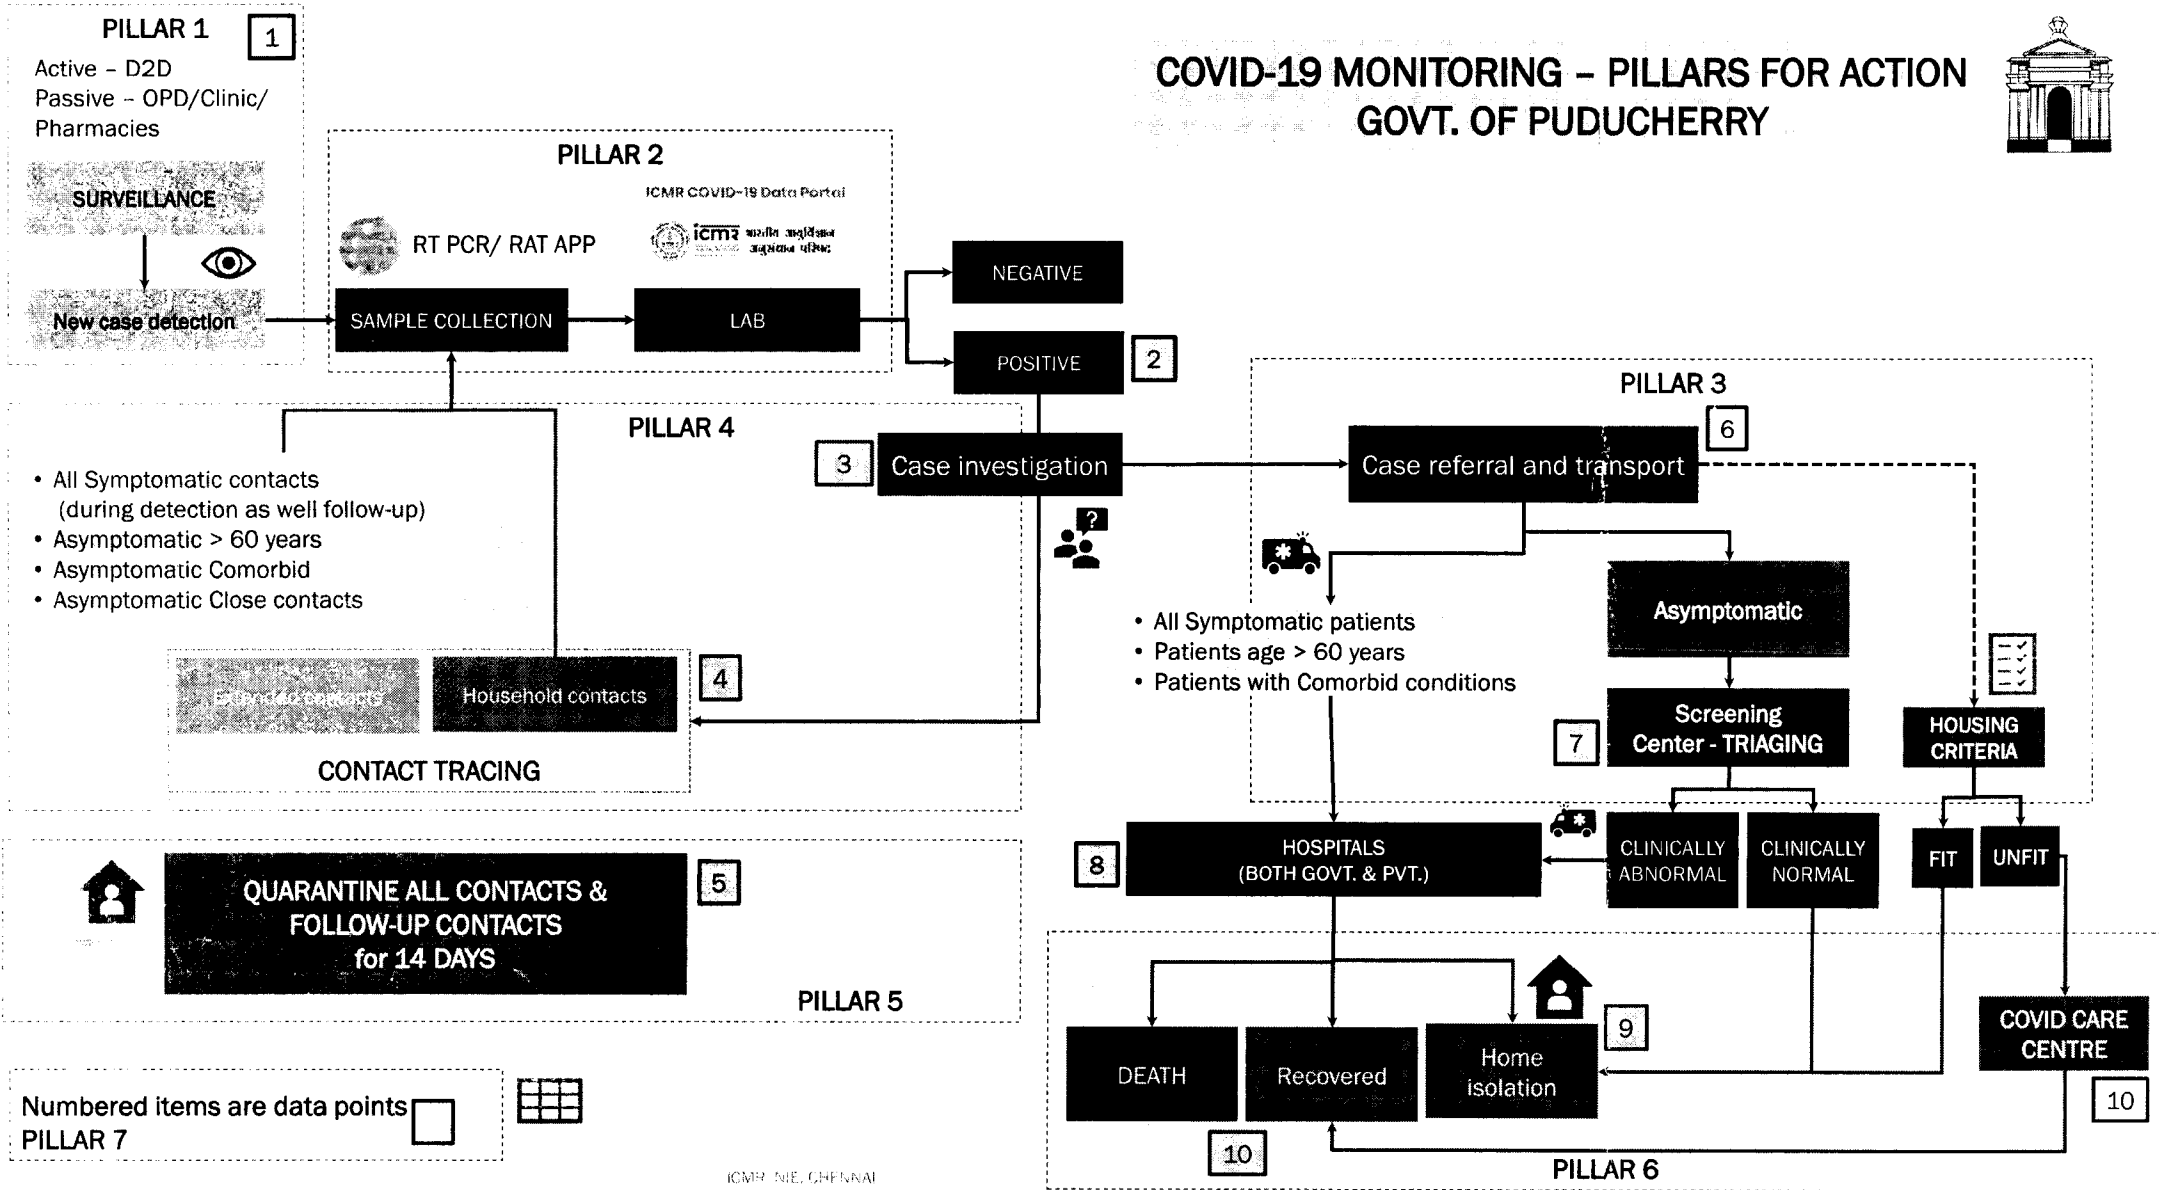 PILLAR 1
1
Active – D2D
Passive – OPD/Clinic/
Pharmacies
SURVEILLANCE
New case detection
COVID-19 MONITORING – PILLARS FOR ACTION
GOVT. OF PUDUCHERRY
PILLAR 2
ICMR COVID-19 Data Portal
RT PCR/ RAT APP
icmr
भारतीय आयुर्विज्ञान
अनुसंधान परिषद
SAMPLE COLLECTION
LAB
NEGATIVE
POSITIVE
2
PILLAR 4
3
Case investigation
• All Symptomatic contacts
(during detection as well follow-up)
• Asymptomatic > 60 years
• Asymptomatic Comorbid
• Asymptomatic Close contacts
Extended contacts
Household contacts
4
CONTACT TRACING
PILLAR 3
6
Case referral and transport
?
• All Symptomatic patients
• Patients age > 60 years
• Patients with Comorbid conditions
Asymptomatic
7
Screening
Center - TRIAGING
HOUSING
CRITERIA
8
HOSPITALS
(BOTH GOVT. & PVT.)
CLINICALLY
ABNORMAL
CLINICALLY
NORMAL
FIT
UNFIT
QUARANTINE ALL CONTACTS &
FOLLOW-UP CONTACTS
for 14 DAYS
5
PILLAR 5
DEATH
Recovered
Home
isolation
9
COVID CARE
CENTRE
10
10
PILLAR 6
Numbered items are data points
PILLAR 7
ICMR NIE, CHENNAI